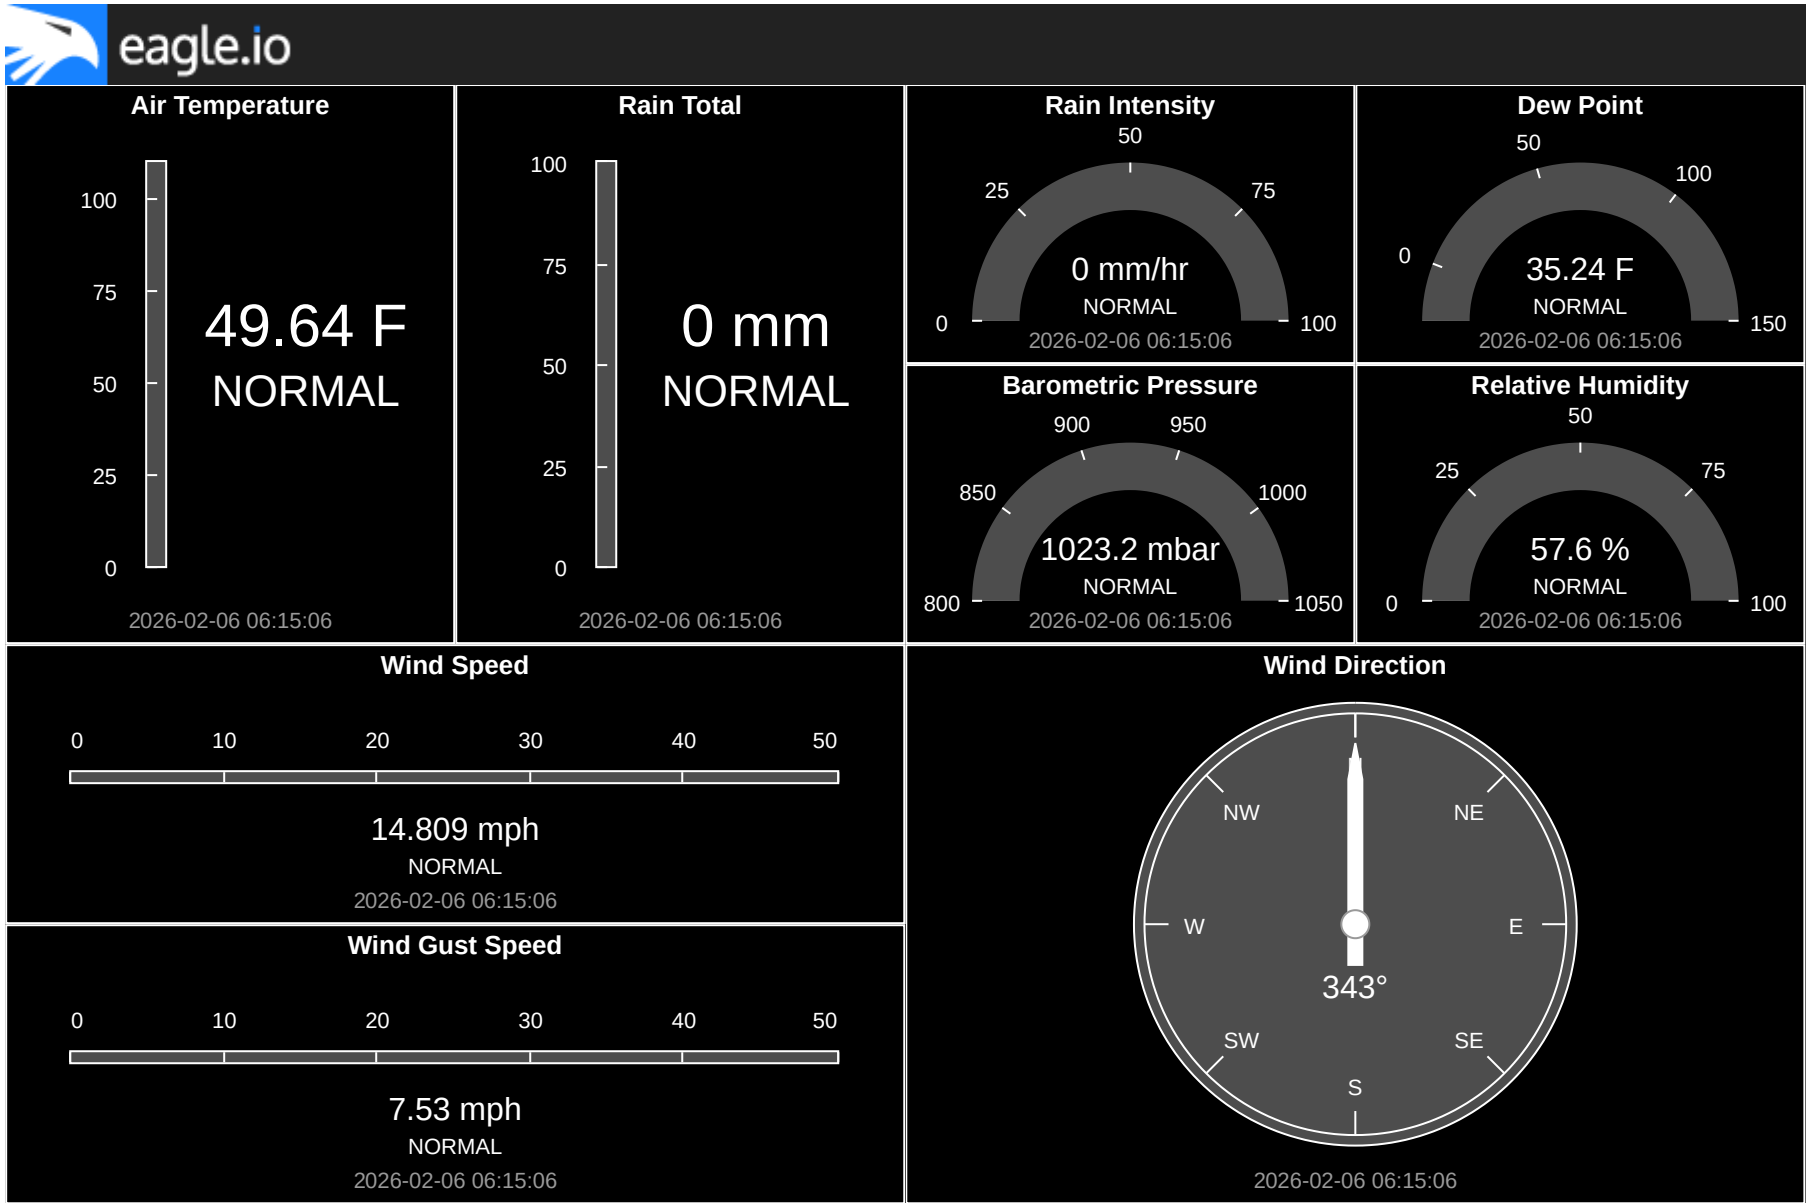 eagle.io
Air Temperature
100
75
50
25
0
49.64 F
NORMAL
2026-02-06 06:15:06
Rain Total
100
75
50
25
0
0 mm
NORMAL
2026-02-06 06:15:06
Rain Intensity
50
25
75
0
100
0 mm/hr
NORMAL
2026-02-06 06:15:06
Dew Point
50
100
0
150
35.24 F
NORMAL
2026-02-06 06:15:06
Barometric Pressure
900
950
850
1000
800
1050
1023.2 mbar
NORMAL
2026-02-06 06:15:06
Relative Humidity
50
25
75
0
100
57.6 %
NORMAL
2026-02-06 06:15:06
Wind Speed
0 10 20 30 40 50
14.809 mph
NORMAL
2026-02-06 06:15:06
Wind Gust Speed
0 10 20 30 40 50
7.53 mph
NORMAL
2026-02-06 06:15:06
Wind Direction
NW NE
W E
343°
SW SE
S
2026-02-06 06:15:06